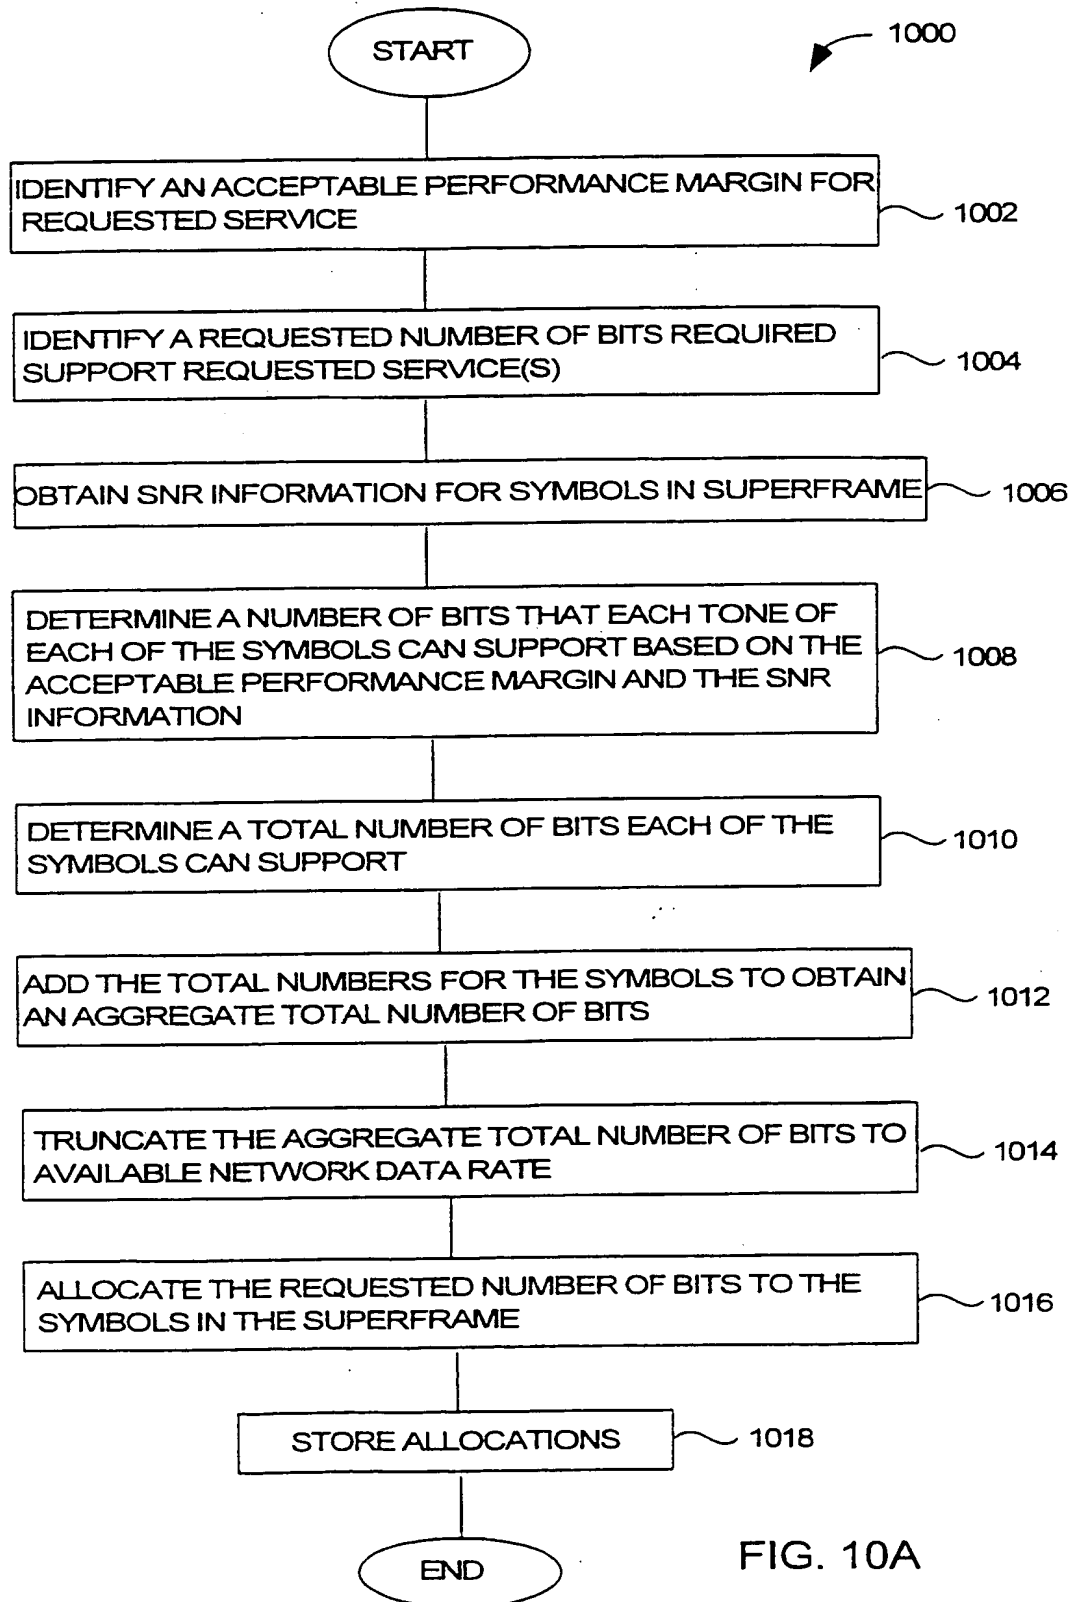 START
1000
IDENTIFY AN ACCEPTABLE PERFORMANCE MARGIN FOR
REQUESTED SERVICE
1002
IDENTIFY A REQUESTED NUMBER OF BITS REQUIRED
SUPPORT REQUESTED SERVICE(S)
1004
OBTAIN SNR INFORMATION FOR SYMBOLS IN SUPERFRAME
1006
DETERMINE A NUMBER OF BITS THAT EACH TONE OF
EACH OF THE SYMBOLS CAN SUPPORT BASED ON THE
ACCEPTABLE PERFORMANCE MARGIN AND THE SNR
INFORMATION
1008
DETERMINE A TOTAL NUMBER OF BITS EACH OF THE
SYMBOLS CAN SUPPORT
1010
ADD THE TOTAL NUMBERS FOR THE SYMBOLS TO OBTAIN
AN AGGREGATE TOTAL NUMBER OF BITS
1012
TRUNCATE THE AGGREGATE TOTAL NUMBER OF BITS TO
AVAILABLE NETWORK DATA RATE
1014
ALLOCATE THE REQUESTED NUMBER OF BITS TO THE
SYMBOLS IN THE SUPERFRAME
1016
STORE ALLOCATIONS
1018
END
FIG. 10A